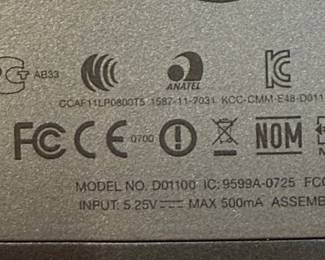 AB33
ANATEL
CCAF11LP0800T5 1587-11-7031 KCC-CMM-E48-D011
FC CE 0700 NOM
MODEL NO. D01100 IC: 9599A-0725 FCC
INPUT: 5.25V⎓ MAX 500mA ASSEMB